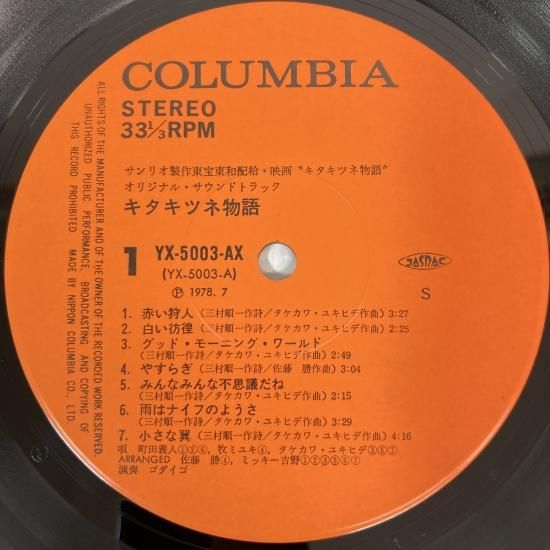 COLUMBIA
STEREO
33⅓RPM
サンリオ製作東宝東和配給・映画“キタキツネ物語”
オリジナル・サウンドトラック
キタキツネ物語
1
YX-5003-AX
(YX-5003-A)
Ⓟ 1978. 7
JASRAC
S
1. 赤い狩人 (三村順一作詩/タケカワ・ユキヒデ作曲) 3:27
2. 白い彷徨 (三村順一作詩/タケカワ・ユキヒデ作曲) 2:25
3. グッド・モーニング・ワールド
(三村順一作詩/タケカワ・ユキヒデ作曲) 2:49
4. やすらぎ (三村順一作詩/佐藤 勝作曲) 3:04
5. みんなみんな不思議だね
(三村順一作詩/タケカワ・ユキヒデ作曲) 2:15
6. 雨はナイフのようさ
(三村順一作詩/タケカワ・ユキヒデ作曲) 3:29
7. 小さな翼 (三村順一作詩/タケカワ・ユキヒデ作曲) 4:16
唄 町田義人①②⑥, 牧ミユキ④, タケカワ・ユキヒデ③⑤⑦
ARRANGED 佐藤 勝④, ミッキー吉野①②③⑤⑥⑦
演奏 ゴダイゴ
ALL RIGHTS OF THE MANUFACTURER AND OF THE OWNER OF THE RECORDED WORK RESERVED.
UNAUTHORIZED PUBLIC PERFORMANCE, BROADCASTING AND COPYING OF
THIS RECORD PROHIBITED. MADE BY NIPPON COLUMBIA CO., LTD.